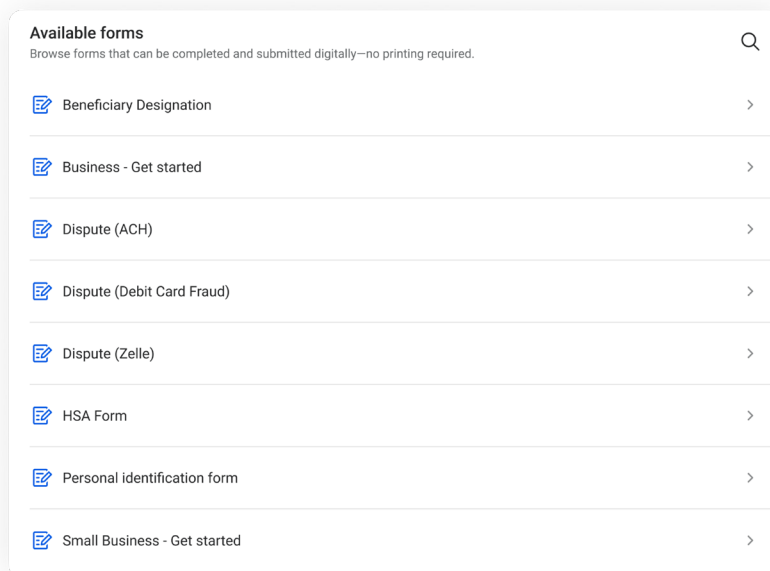 Available forms
Browse forms that can be completed and submitted digitally—no printing required.
Beneficiary Designation
Business - Get started
Dispute (ACH)
Dispute (Debit Card Fraud)
Dispute (Zelle)
HSA Form
Personal identification form
Small Business - Get started